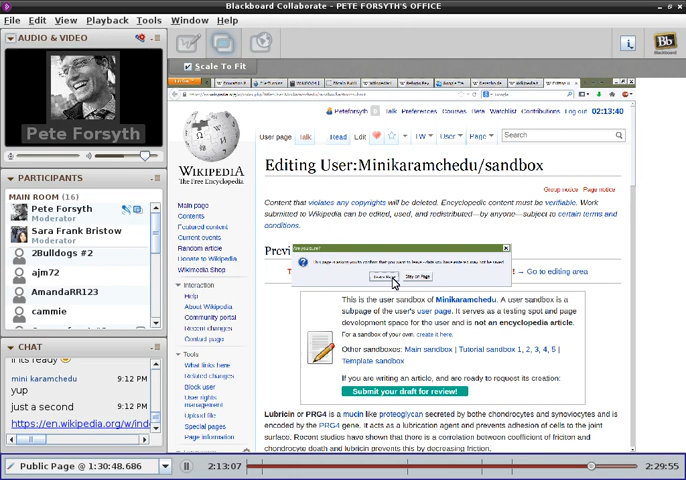 Blackboard Collaborate - PETE FORSYTH'S OFFICE
File Edit View Playback Tools Window Help
AUDIO & VIDEO
Pete Forsyth
PARTICIPANTS
MAIN ROOM (16)
Pete Forsyth
Moderator
Sara Frank Bristow
Moderator
2Bulldogs #2
ajm72
AmandaRR123
cammie
CHAT
mini karamchedu 9:12 PM
yup
just a second 9:12 PM
https://en.wikipedia.org/w/inde
Scale To Fit
i
Bb
Blackboard
WIKIPEDIA
The Free Encyclopedia
Main page
Contents
Featured content
Current events
Random article
Donate to Wikipedia
Wikimedia Shop
Interaction
Help
About Wikipedia
Community portal
Recent changes
Contact page
Tools
What links here
Related changes
Block user
User rights
management
Upload file
Special pages
Page information
Peteforsyth Talk Preferences Corues Beta Watchlist Contributions Log out 02:13:40
User page Talk Read Edit TW User Page Search
Editing User:Minikaramchedu/sandbox
Group notice Page notice
Content that violates any copyrights will be deleted. Encyclopedic content must be verifiable. Work
submitted to Wikipedia can be edited, used, and redistributed—by anyone—subject to certain terms and
conditions.
Previ
Stay on Page
! → Go to editing area
This is the user sandbox of Minikaramchedu. A user sandbox is a
subpage of the user's user page. It serves as a testing spot and page
development space for the user and is not an encyclopedia article.
For a sandbox of your own, create it here.
Other sandboxes: Main sandbox | Tutorial sandbox 1, 2, 3, 4, 5 |
Template sandbox
If you are writing an article, and are ready to request its creation:
Submit your draft for review!
Lubricin or PRG4 is a mucin like proteoglycan secreted by bothe chondrocytes and synoviocytes and is
encoded by the PRG4 gene. It acts as a lubrication agent and prevents adhesion of cells to the joint
surface. Recent studies have shown that there is a correlation between coefficient of friction and
chondrocyte death and lubricin prevents this by decreasing friction.
Public Page @ 1:30:48.686 2:13:07 2:29:55